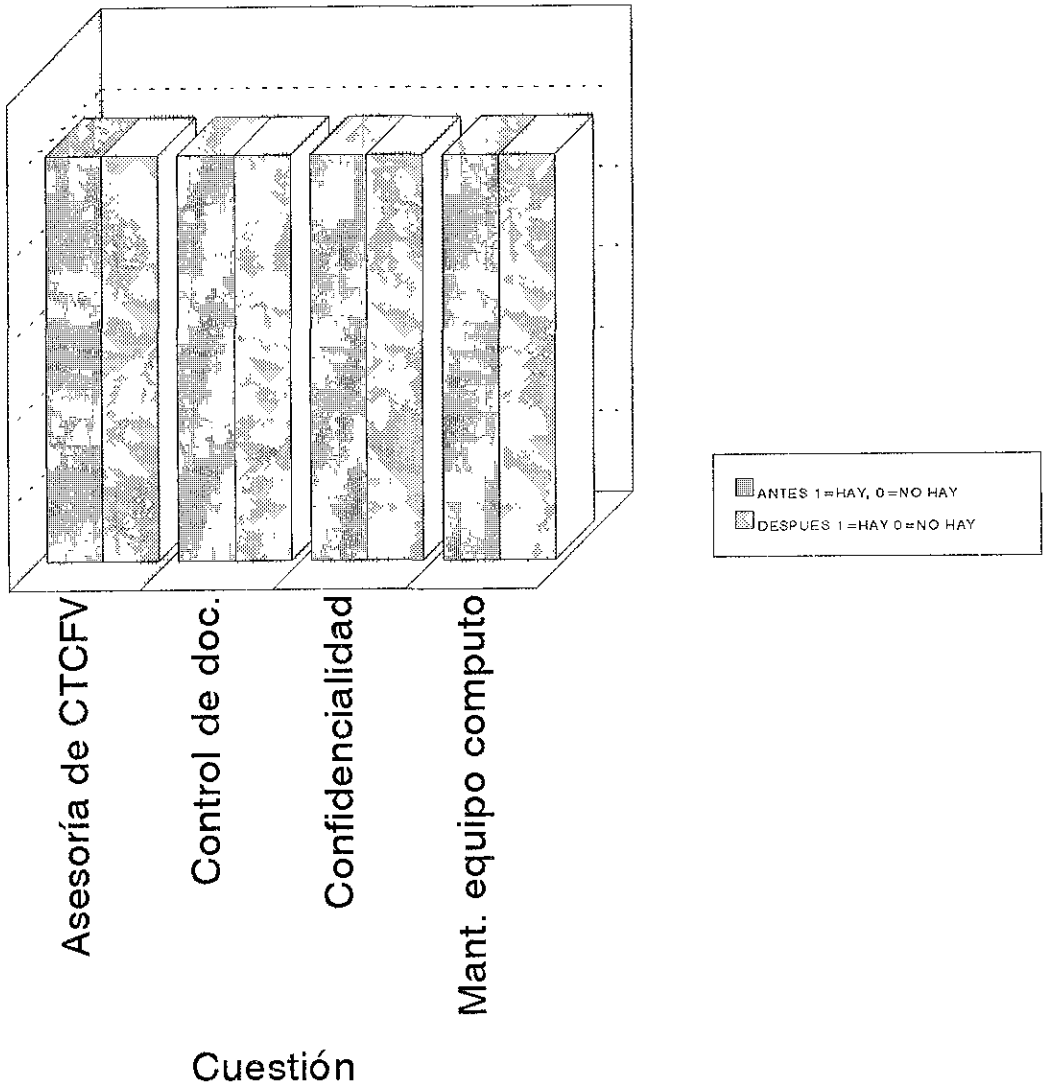 ANTES 1=HAY, 0=NO HAY
DESPUES 1=HAY 0=NO HAY
Asesoría de CTCFV
Control de doc.
Confidencialidad
Mant. equipo computo
Cuestión